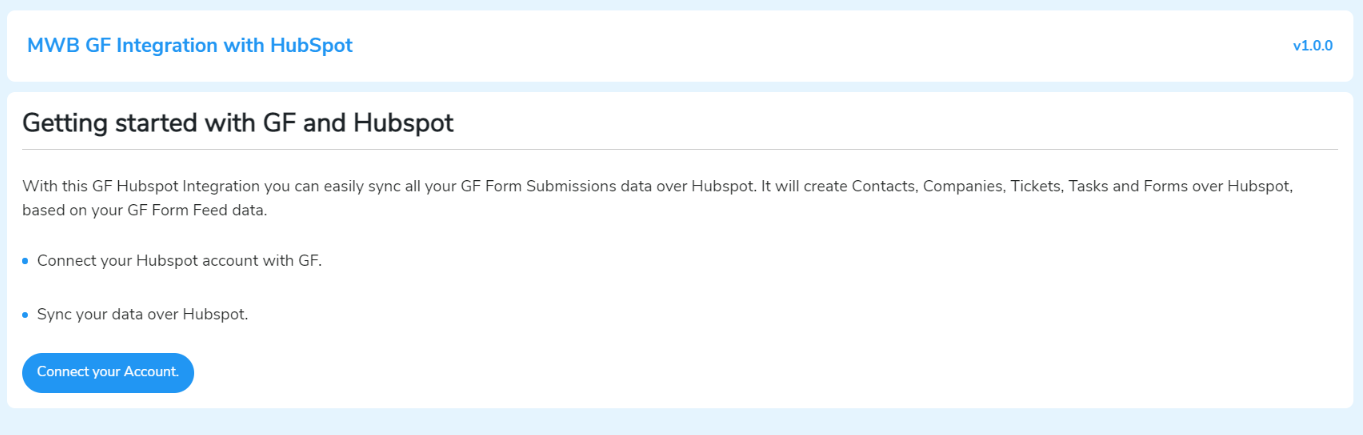 MWB GF Integration with HubSpot
v1.0.0
Getting started with GF and Hubspot
With this GF Hubspot Integration you can easily sync all your GF Form Submissions data over Hubspot. It will create Contacts, Companies, Tickets, Tasks and Forms over Hubspot,
based on your GF Form Feed data.
Connect your Hubspot account with GF.
Sync your data over Hubspot.
Connect your Account.